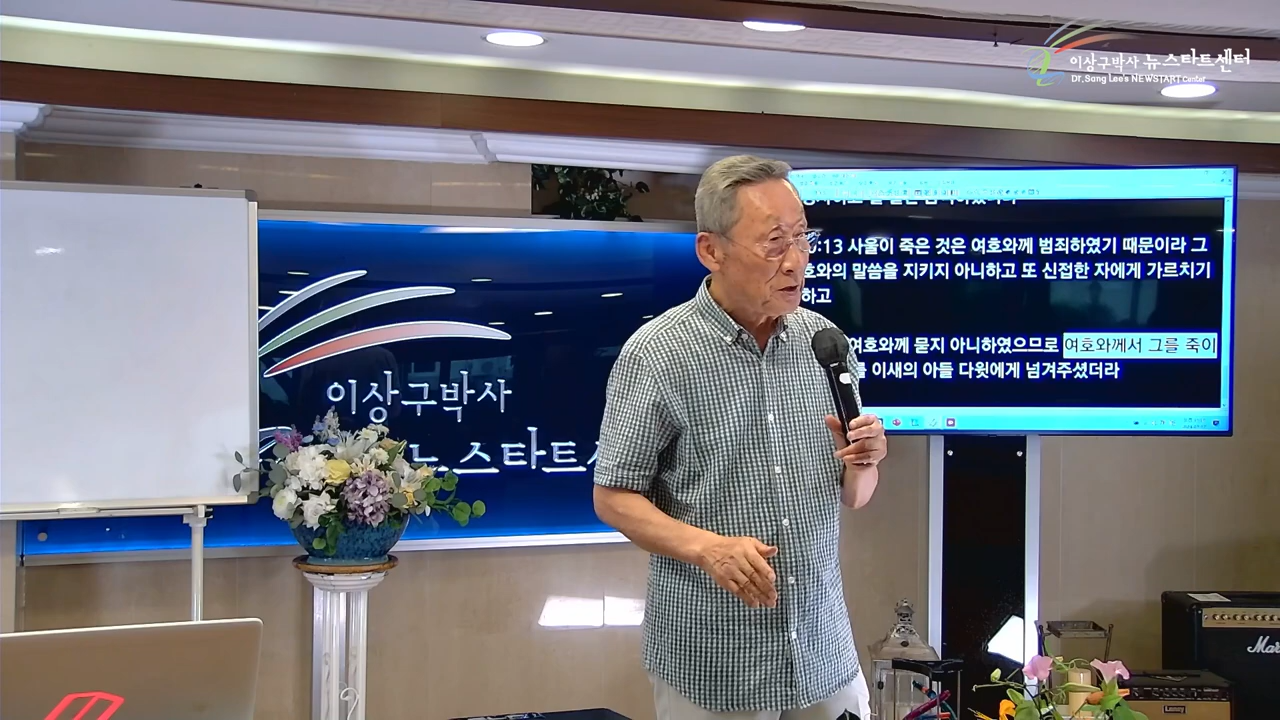 이상구박사 뉴스타트센터
Dr. Sang Lee's NEWSTART Center
:13 사울이 죽은 것은 여호와께 범죄하였기 때문이라 그
호와의 말씀을 지키지 아니하고 또 신접한 자에게 가르치기
하고
여호와께 묻지 아니하였으므로 여호와께서 그를 죽이
를 이새의 아들 다윗에게 넘겨주셨더라
이상구박사
뉴스타트
Mar
Laney